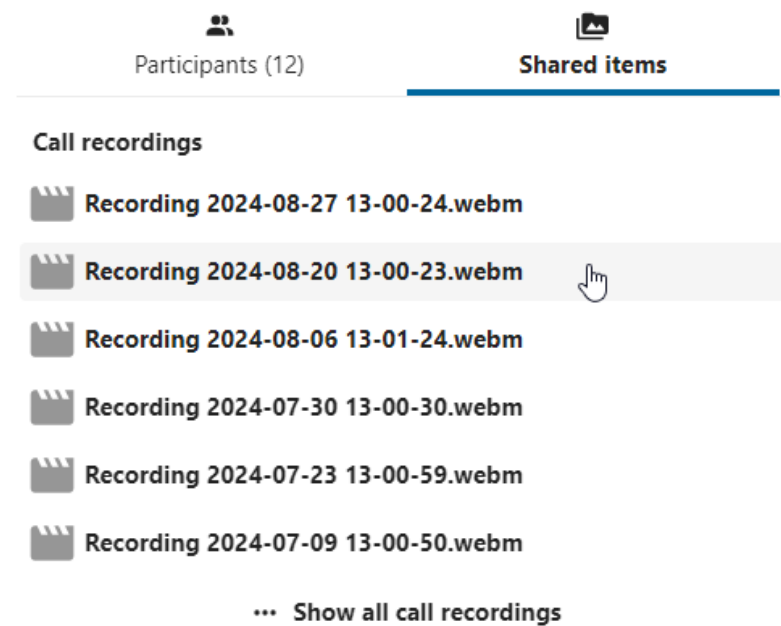 Participants (12)
Shared items
Call recordings
Recording 2024-08-27 13-00-24.webm
Recording 2024-08-20 13-00-23.webm
Recording 2024-08-06 13-01-24.webm
Recording 2024-07-30 13-00-30.webm
Recording 2024-07-23 13-00-59.webm
Recording 2024-07-09 13-00-50.webm
Show all call recordings